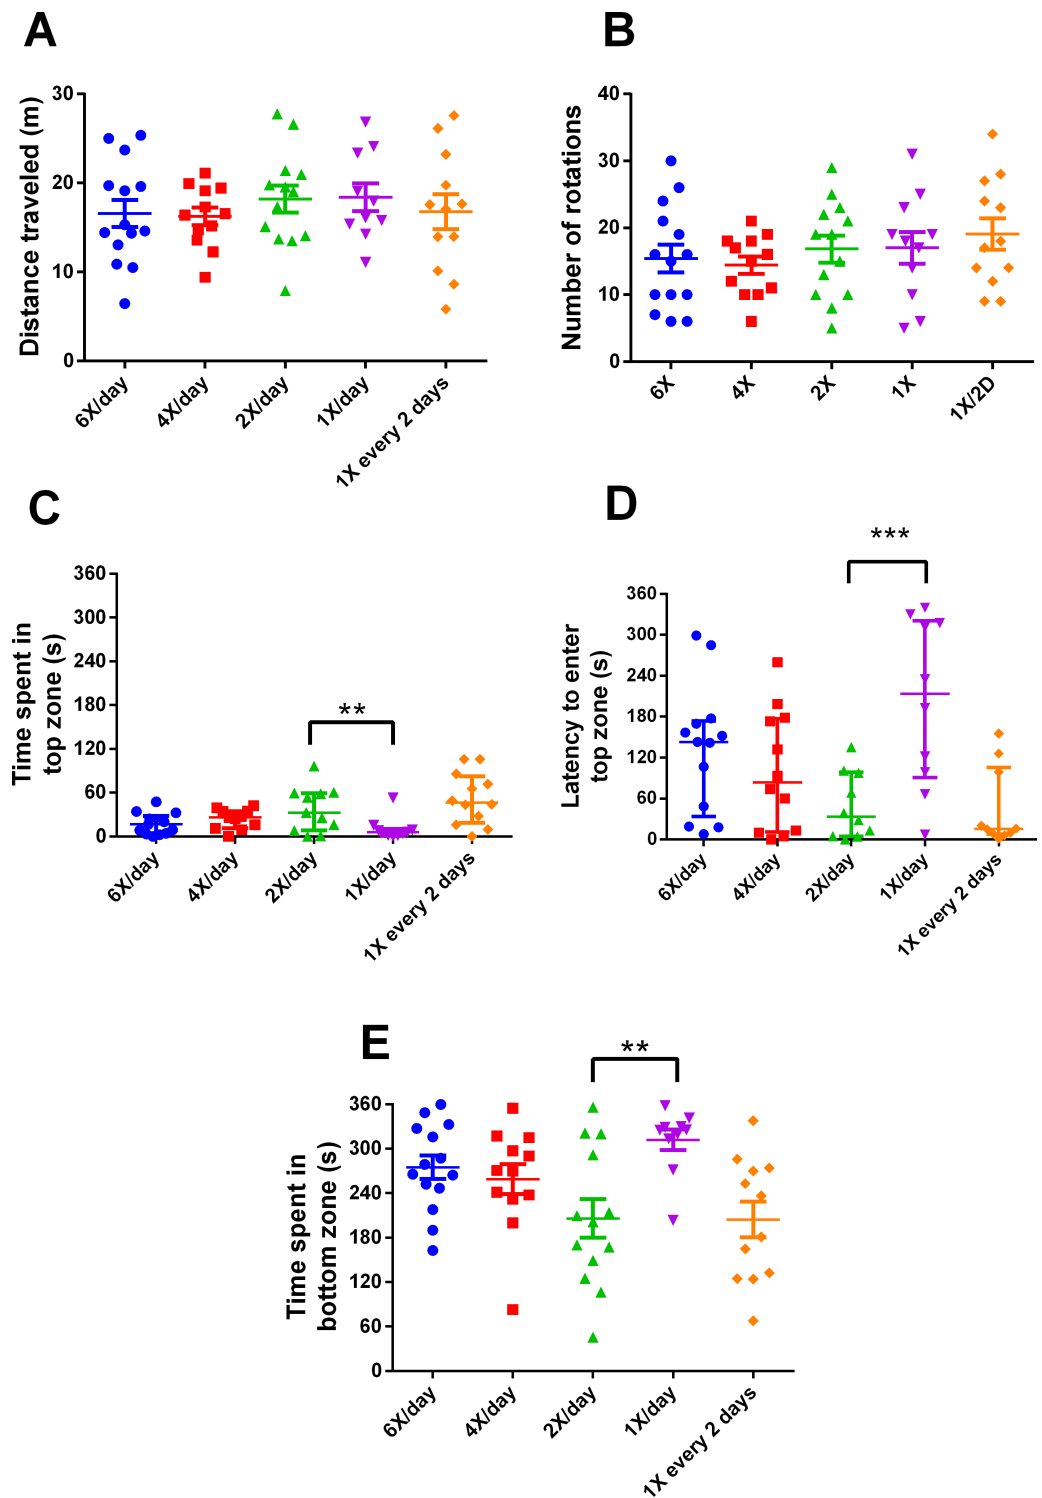 A
B
Distance traveled (m)
30
20
10
0
6X/day
4X/day
2X/day
1X/day
1X every 2 days
Number of rotations
40
30
20
10
0
6X
4X
2X
1X
1X/2D
C
D
Time spent in
top zone (s)
360
300
240
180
120
60
0
**
6X/day
4X/day
2X/day
1X/day
1X every 2 days
Latency to enter
top zone (s)
360
300
240
180
120
60
0
***
6X/day
4X/day
2X/day
1X/day
1X every 2 days
E
Time spent in
bottom zone (s)
360
300
240
180
120
60
0
**
6X/day
4X/day
2X/day
1X/day
1X every 2 days